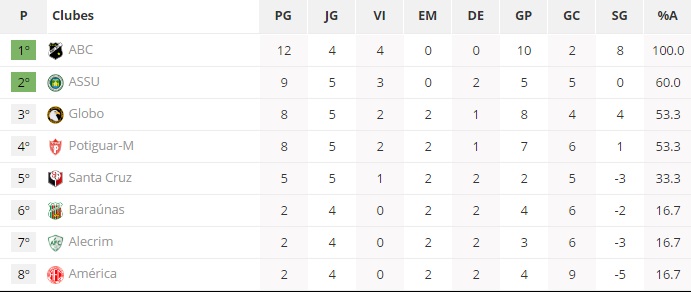 P Clubes PG JG VI EM DE GP GC SG %A
1º ABC 12 4 4 0 0 10 2 8 100.0
2º ASSU 9 5 3 0 2 5 5 0 60.0
3º Globo 8 5 2 2 1 8 4 4 53.3
4º Potiguar-M 8 5 2 2 1 7 6 1 53.3
5º Santa Cruz 5 5 1 2 2 2 5 -3 33.3
6º Baraúnas 2 4 0 2 2 4 6 -2 16.7
7º Alecrim 2 4 0 2 2 3 6 -3 16.7
8º América 2 4 0 2 2 4 9 -5 16.7